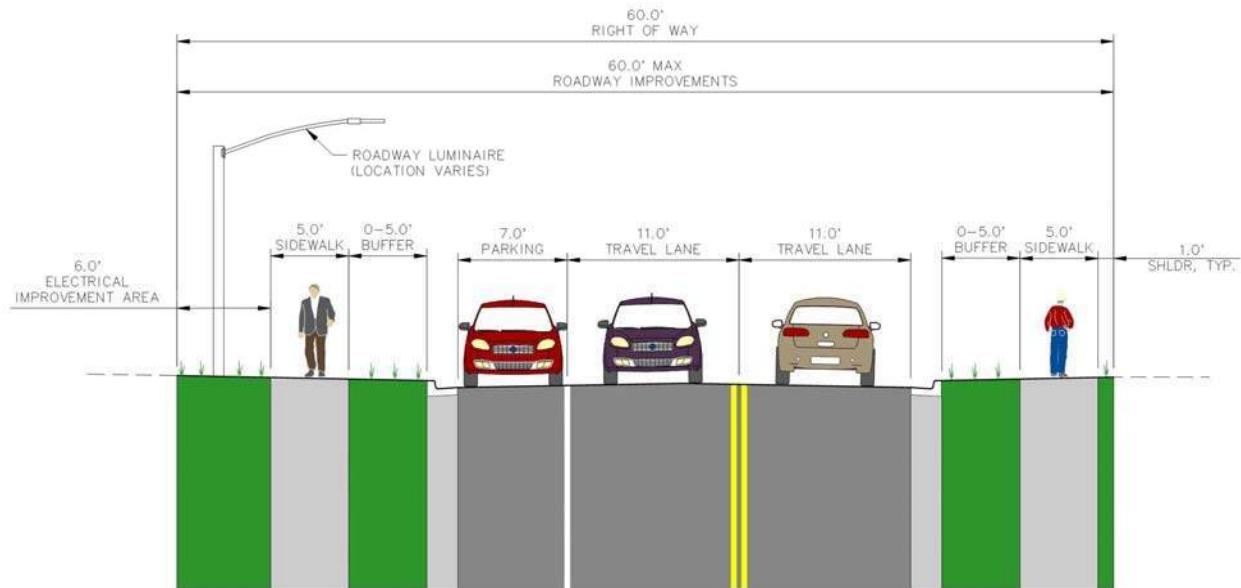 60.0'
RIGHT OF WAY
60.0' MAX
ROADWAY IMPROVEMENTS
ROADWAY LUMINAIRE
(LOCATION VARIES)
6.0'
ELECTRICAL
IMPROVEMENT AREA
5.0'
SIDEWALK
0-5.0'
BUFFER
7.0'
PARKING
11.0'
TRAVEL LANE
11.0'
TRAVEL LANE
0-5.0'
BUFFER
5.0'
SIDEWALK
1.0'
SHLDR, TYP.